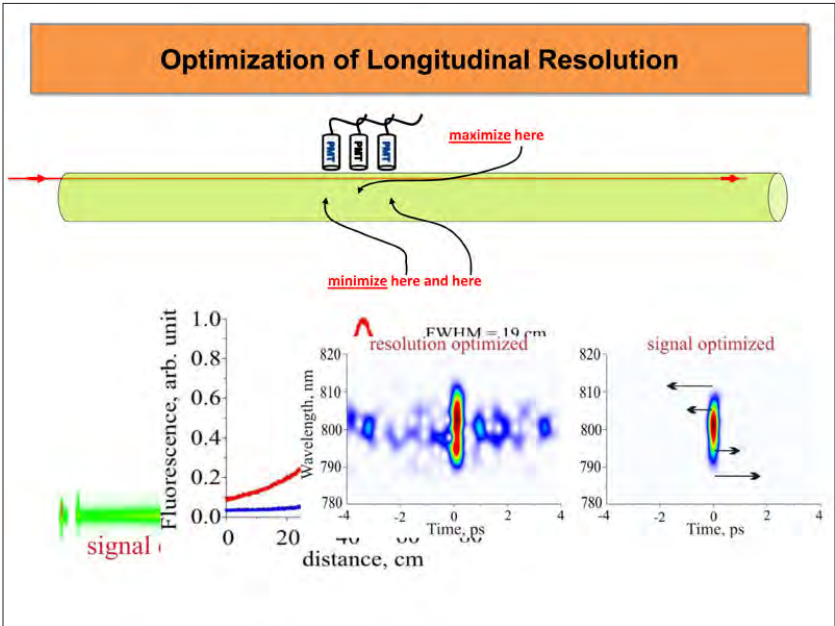 Optimization of Longitudinal Resolution
PMT PMT PMT
maximize here
minimize here and here
Fluorescence, arb. unit
1.0
0.8
0.6
0.4
0.2
0.0
0 20
distance, cm
FWHM = 19 cm
signal
resolution optimized
Wavelength, nm
820
810
800
790
780
-4 -2 0 2 4
Time, ps
signal optimized
820
810
800
790
780
-4 -2 0 2 4
Time, ps